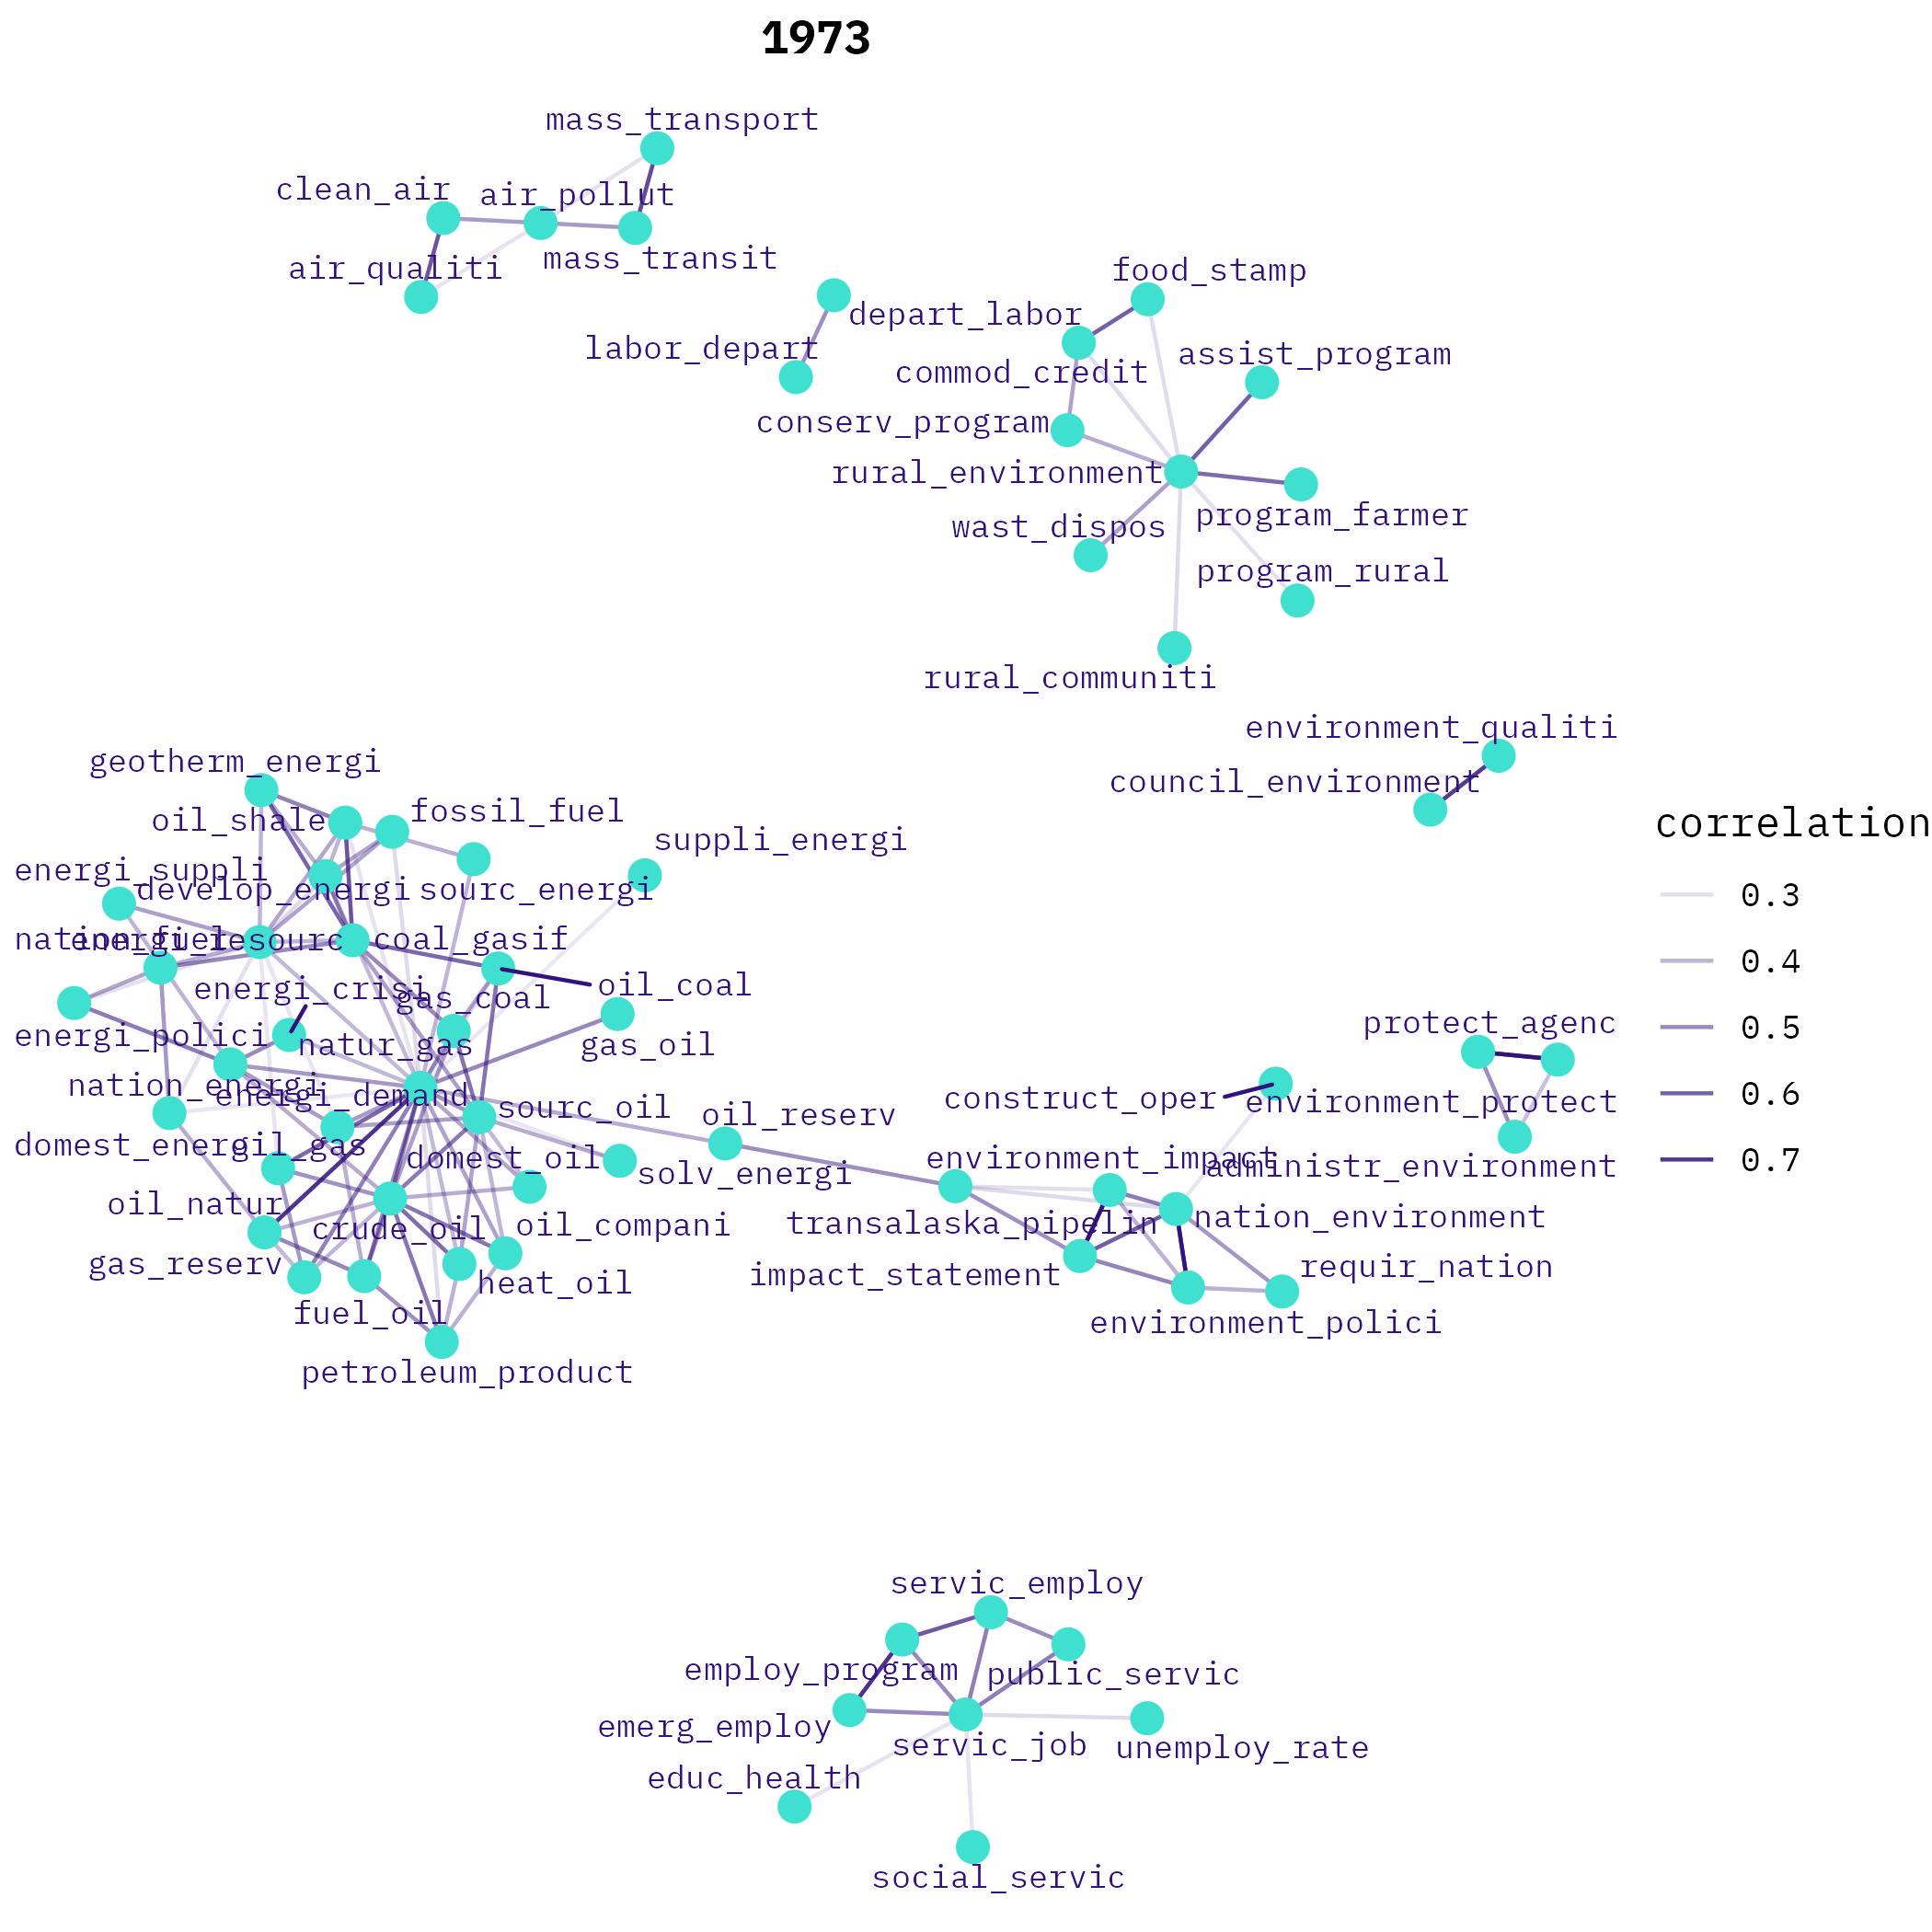 1973
mass_transport
clean_air
air_pollut
air_qualiti
mass_transit
food_stamp
depart_labor
labor_depart
assist_program
commod_credit
conserv_program
rural_environment
program_farmer
wast_dispos
program_rural
rural_communiti
environment_qualiti
council_environment
geotherm_energi
oil_shale
fossil_fuel
suppli_energi
energi_suppli
develop_energi
sourc_energi
nation_fuel
energi_resourc
coal_gasif
energi_crisi
gas_coal
oil_coal
energi_polici
natur_gas
gas_oil
nation_energi
energi_demand
sourc_oil
oil_reserv
domest_energi
oil_gas
domest_oil
solv_energi
oil_natur
crude_oil
oil_compani
gas_reserv
heat_oil
fuel_oil
petroleum_product
protect_agenc
construct_oper
environment_protect
environment_impact
administr_environment
transalaska_pipelin
nation_environment
impact_statement
requir_nation
environment_polici
servic_employ
employ_program
public_servic
emerg_employ
servic_job
unemploy_rate
educ_health
social_servic
correlation
0.3
0.4
0.5
0.6
0.7